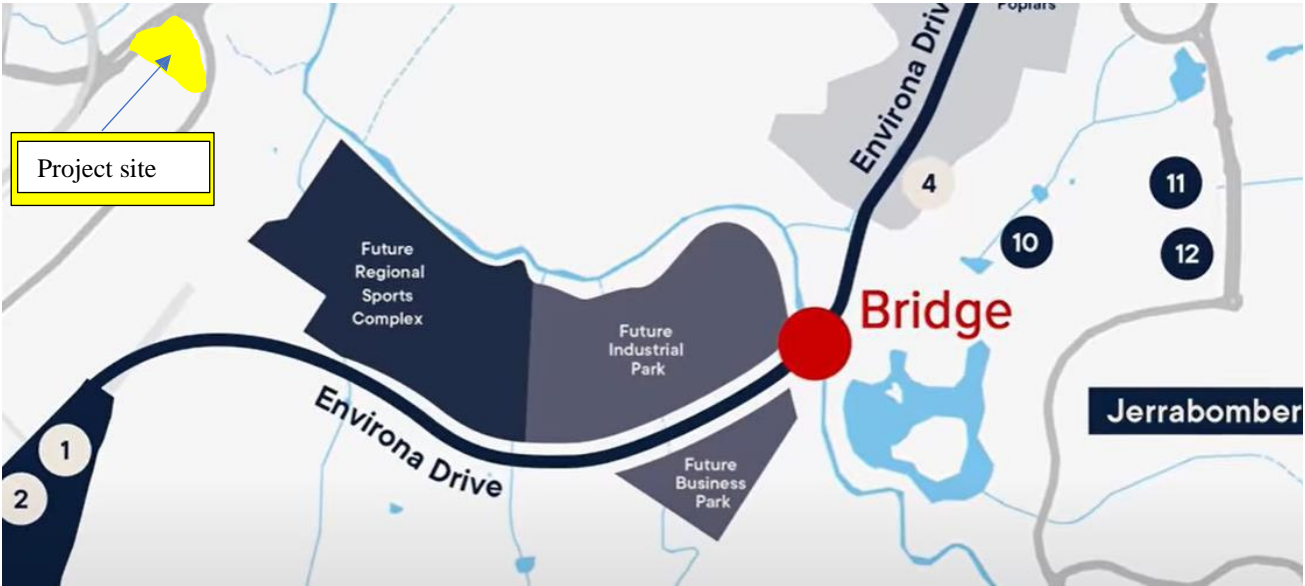 Poplars
Environa Driv
Project site
4
11
10
12
Future
Regional
Sports
Complex
Future
Industrial
Park
Bridge
Jerrabomber
Environa Drive
1
2
Future
Business
Park